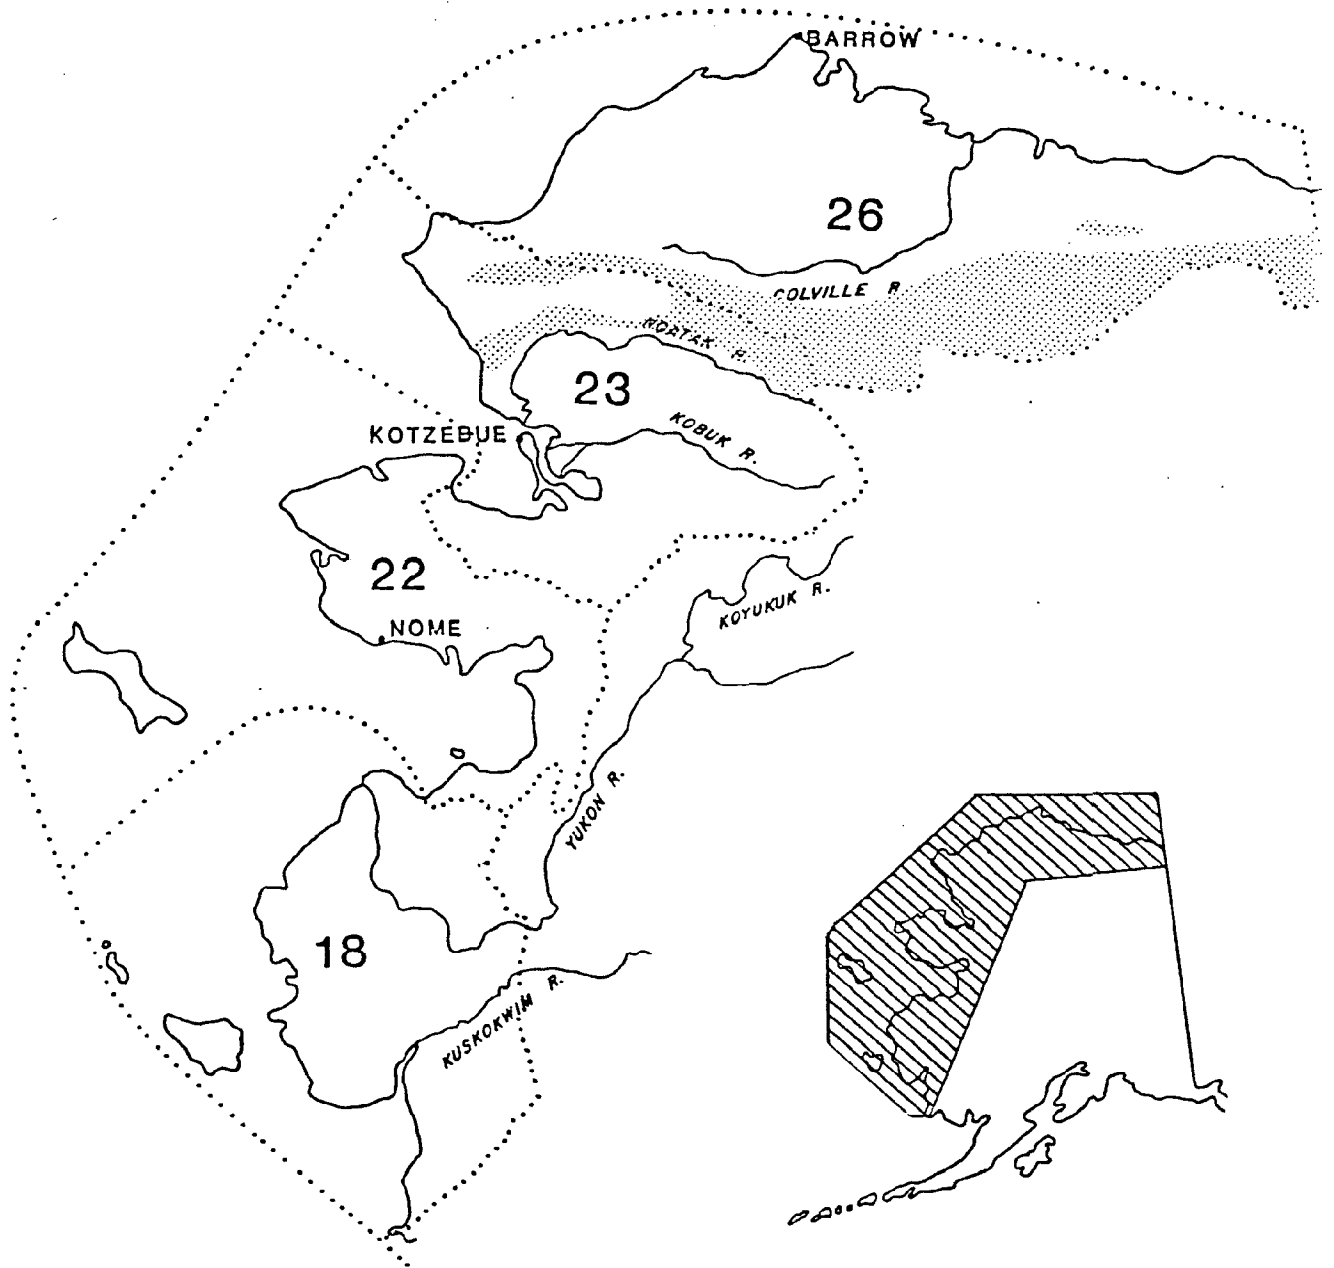 BARROW
26
COLVILLE R.
NOATAK R.
23
KOBUK R.
KOTZEBUE
22
KOYUKUK R.
NOME
YUKON R.
18
KUSKOKWIM R.